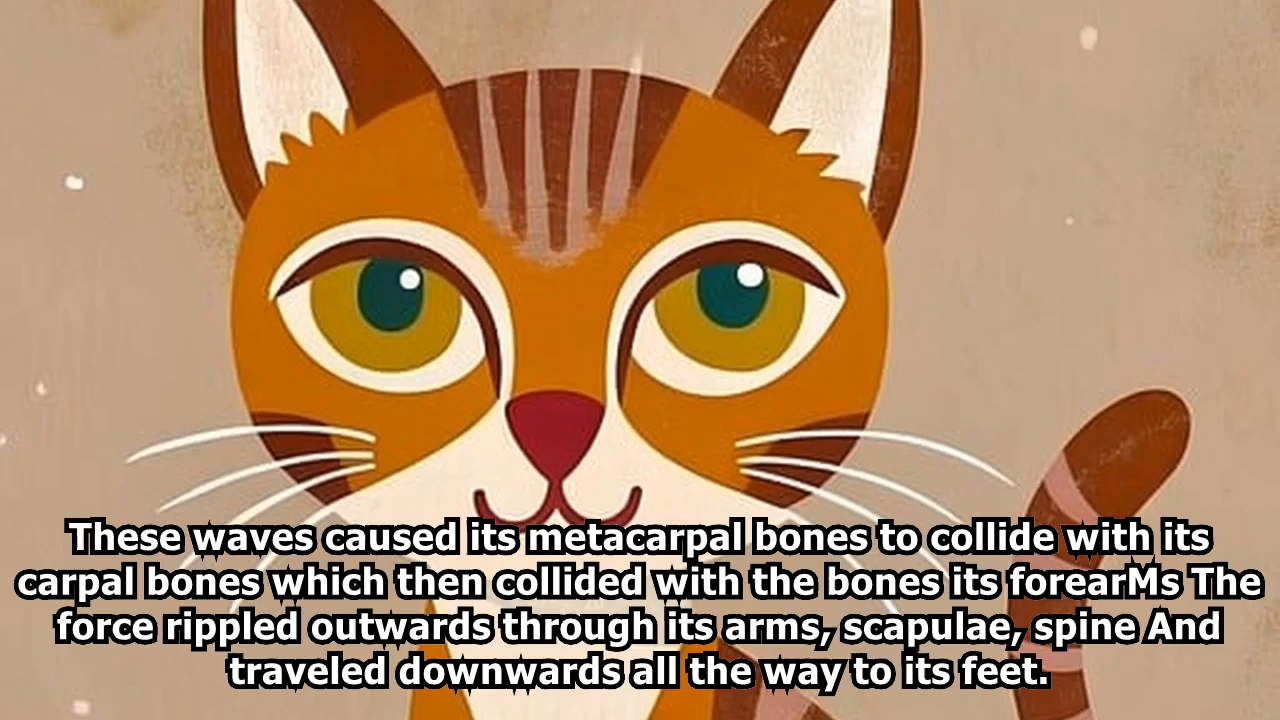 These waves caused its metacarpal bones to collide with its
carpal bones which then collided with the bones its forearMs The
force rippled outwards through its arms, scapulae, spine And
traveled downwards all the way to its feet.